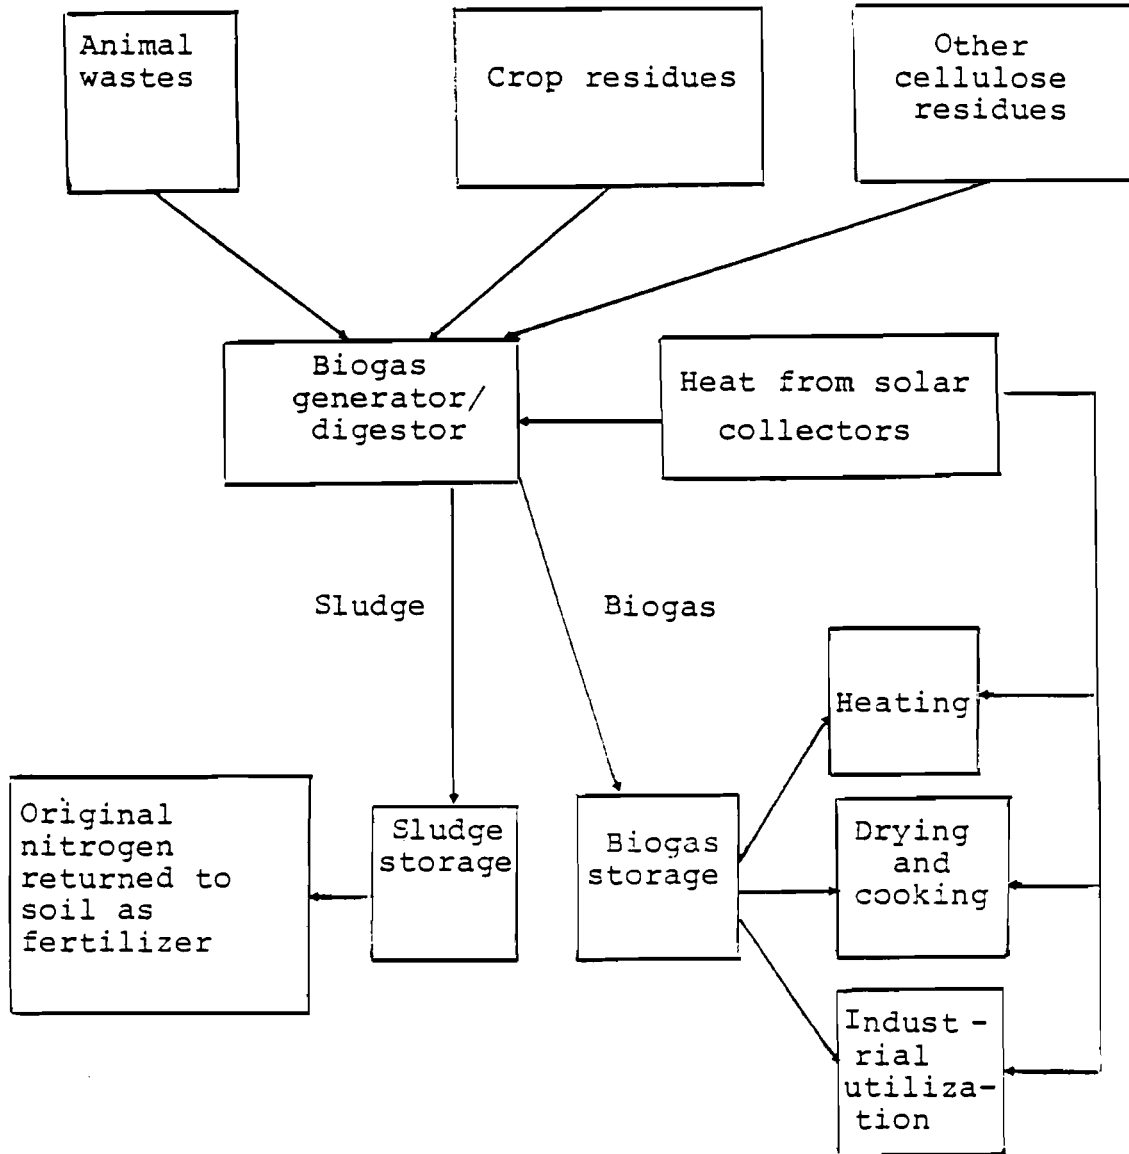 Animal
wastes
Crop residues
Other
cellulose
residues
Biogas
generator/
digestor
Heat from solar
collectors
Sludge
Biogas
Heating
Original
nitrogen
returned to
soil as
fertilizer
Sludge
storage
Biogas
storage
Drying
and
cooking
Indust-
rial
utiliza-
tion